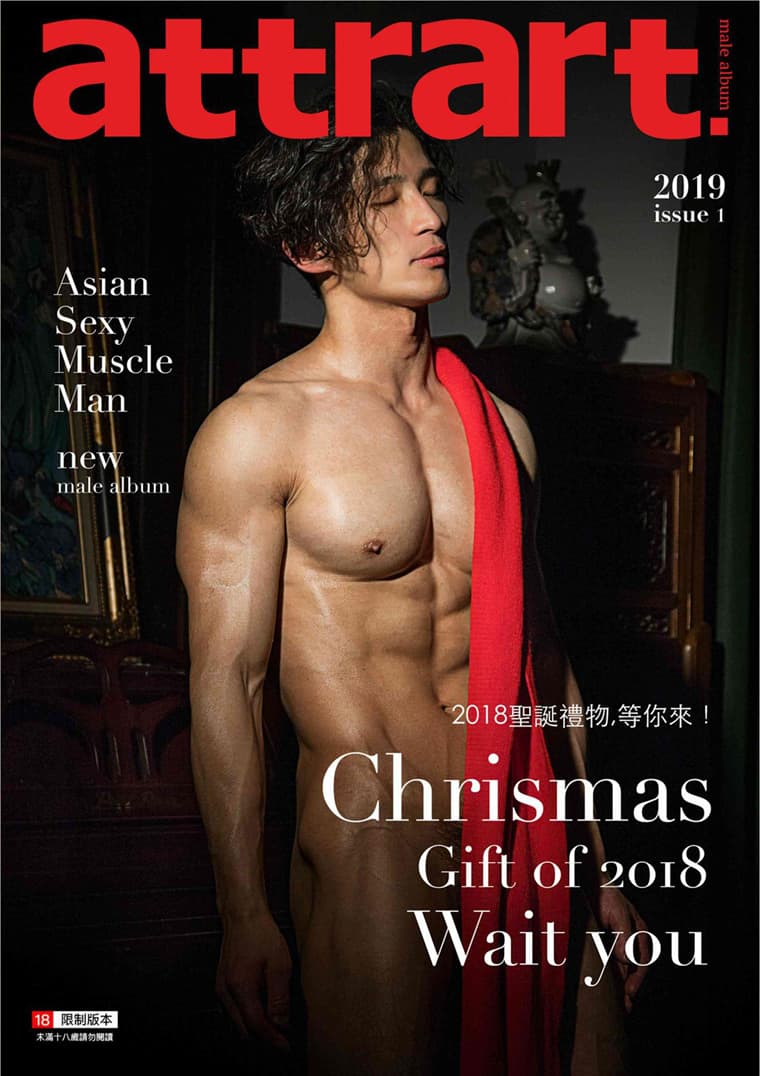 attrart.
male album
2019
issue 1
Asian
Sexy
Muscle
Man
new
male album
2018聖誕禮物,等你來！
Chrismas
Gift of 2018
Wait you
18 限制版本
未滿十八歲請勿閱讀